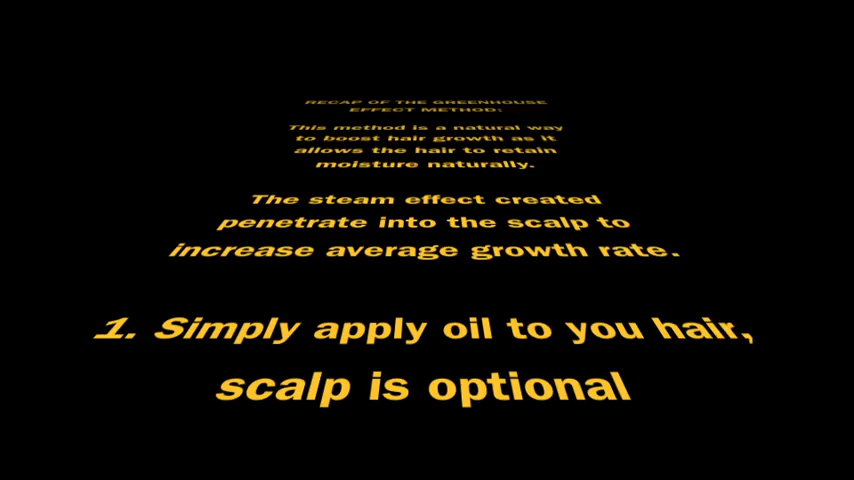 RECAP OF THE GREENHOUSE
EFFECT METHOD:
This method is a natural way
to boost hair growth as it
allows the hair to retain
moisture naturally.
The steam effect created
penetrate into the scalp to
increase average growth rate.
1. Simply apply oil to you hair,
scalp is optional